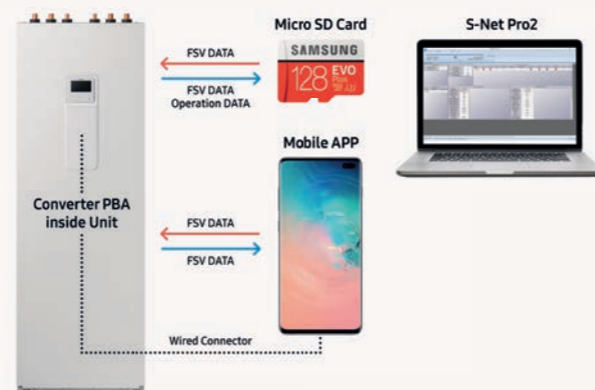 Micro SD Card
S-Net Pro2
FSV DATA
SAMSUNG
128 EVO
Plus
FSV DATA
Operation DATA
Mobile APP
Converter PBA
inside Unit
FSV DATA
FSV DATA
Wired Connector